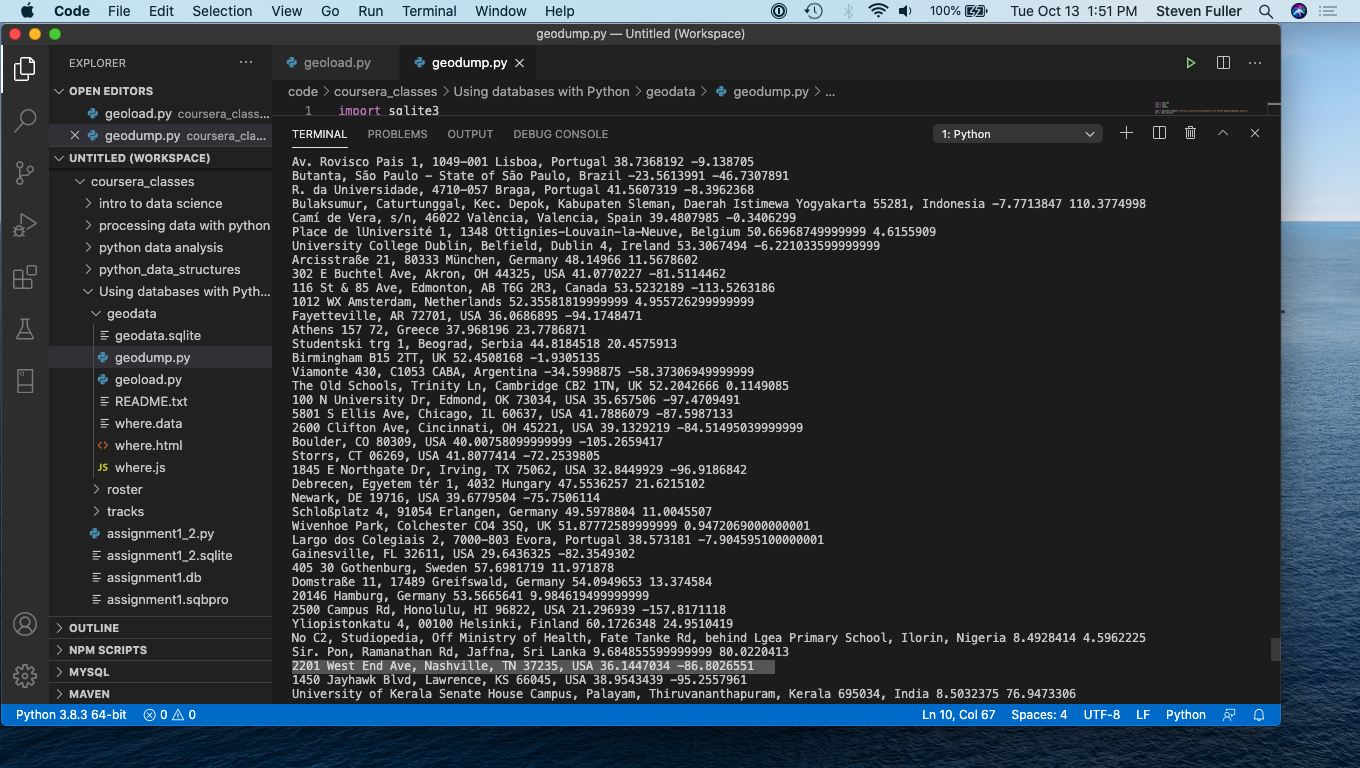 Code File Edit Selection View Go Run Terminal Window Help 100% Tue Oct 13 1:51 PM Steven Fuller
geodump.py — Untitled (Workspace)
EXPLORER ···
OPEN EDITORS
geoload.py coursera_class...
geodump.py coursera_cla...
UNTITLED (WORKSPACE)
coursera_classes
intro to data science
processing data with python
python data analysis
python_data_structures
Using databases with Pyth...
geodata
geodata.sqlite
geodump.py
geoload.py
README.txt
where.data
where.html
JS where.js
roster
tracks
assignment1_2.py
assignment1_2.sqlite
assignment1.db
assignment1.sqbpro
OUTLINE
NPM SCRIPTS
MYSQL
MAVEN
geoload.py geodump.py
code > coursera_classes > Using databases with Python > geodata > geodump.py > ...
1 import sqlite3
TERMINAL PROBLEMS OUTPUT DEBUG CONSOLE 1: Python
Av. Rovisco Pais 1, 1049-001 Lisboa, Portugal 38.7368192 -9.138705
Butanta, São Paulo - State of São Paulo, Brazil -23.5613991 -46.7307891
R. da Universidade, 4710-057 Braga, Portugal 41.5607319 -8.3962368
Bulaksumur, Caturtunggal, Kec. Depok, Kabupaten Sleman, Daerah Istimewa Yogyakarta 55281, Indonesia -7.7713847 110.3774998
Camí de Vera, s/n, 46022 València, Valencia, Spain 39.4807985 -0.3406299
Place de lUniversité 1, 1348 Ottignies-Louvain-la-Neuve, Belgium 50.66968749999999 4.6155909
University College Dublin, Belfield, Dublin 4, Ireland 53.3067494 -6.221033599999999
Arcisstraße 21, 80333 München, Germany 48.14966 11.5678602
302 E Buchtel Ave, Akron, OH 44325, USA 41.0770227 -81.5114462
116 St & 85 Ave, Edmonton, AB T6G 2R3, Canada 53.5232189 -113.5263186
1012 WX Amsterdam, Netherlands 52.35581819999999 4.955726299999999
Fayetteville, AR 72701, USA 36.0686895 -94.1748471
Athens 157 72, Greece 37.968196 23.7786871
Studentski trg 1, Beograd, Serbia 44.8184518 20.4575913
Birmingham B15 2TT, UK 52.4508168 -1.9305135
Viamonte 430, C1053 CABA, Argentina -34.5998875 -58.37306949999999
The Old Schools, Trinity Ln, Cambridge CB2 1TN, UK 52.2042666 0.1149085
100 N University Dr, Edmond, OK 73034, USA 35.657506 -97.4709491
5801 S Ellis Ave, Chicago, IL 60637, USA 41.7886079 -87.5987133
2600 Clifton Ave, Cincinnati, OH 45221, USA 39.1329219 -84.51495039999999
Boulder, CO 80309, USA 40.00758099999999 -105.2659417
Storrs, CT 06269, USA 41.8077414 -72.2539805
1845 E Northgate Dr, Irving, TX 75062, USA 32.8449929 -96.9186842
Debrecen, Egyetem tér 1, 4032 Hungary 47.5536257 21.6215102
Newark, DE 19716, USA 39.6779504 -75.7506114
Schloßplatz 4, 91054 Erlangen, Germany 49.5978804 11.0045507
Wivenhoe Park, Colchester CO4 3SQ, UK 51.87772589999999 0.9472069000000001
Largo dos Colegiais 2, 7000-803 Evora, Portugal 38.573181 -7.904595100000001
Gainesville, FL 32611, USA 29.6436325 -82.3549302
405 30 Gothenburg, Sweden 57.6981719 11.971878
Domstraße 11, 17489 Greifswald, Germany 54.0949653 13.374584
20146 Hamburg, Germany 53.5665641 9.984619499999999
2500 Campus Rd, Honolulu, HI 96822, USA 21.296939 -157.8171118
Yliopistonkatu 4, 00100 Helsinki, Finland 60.1726348 24.9510419
No C2, Studiopedia, Off Ministry of Health, Fate Tanke Rd, behind Lgea Primary School, Ilorin, Nigeria 8.4928414 4.5962225
Sir. Pon, Ramanathan Rd, Jaffna, Sri Lanka 9.684855599999999 80.0220413
2201 West End Ave, Nashville, TN 37235, USA 36.1447034 -86.8026551
1450 Jayhawk Blvd, Lawrence, KS 66045, USA 38.9543439 -95.2557961
University of Kerala Senate House Campus, Palayam, Thiruvananthapuram, Kerala 695034, India 8.5032375 76.9473306
Python 3.8.3 64-bit 0 0 Ln 10, Col 67 Spaces: 4 UTF-8 LF Python